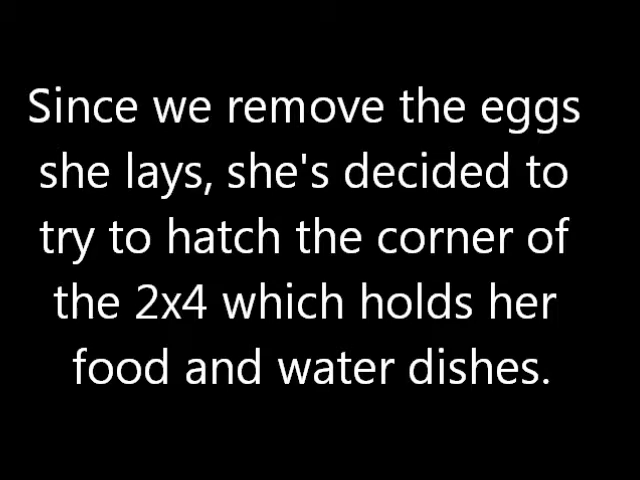 Since we remove the eggs
she lays, she's decided to
try to hatch the corner of
the 2x4 which holds her
food and water dishes.